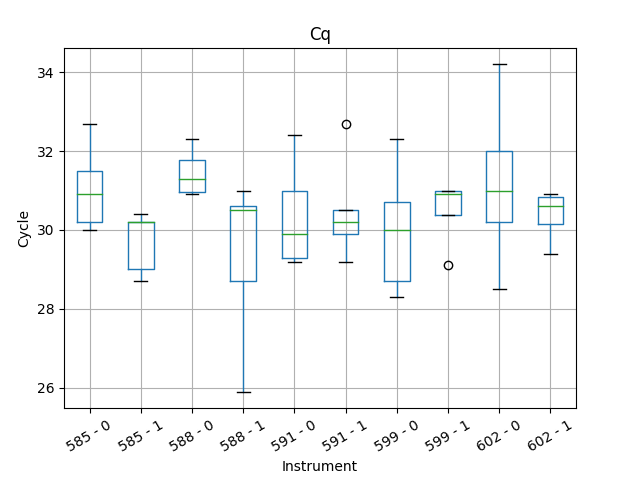 Cq
34
32
30
28
26
Cycle
585 - 0
585 - 1
588 - 0
588 - 1
591 - 0
591 - 1
599 - 0
599 - 1
602 - 0
602 - 1
Instrument